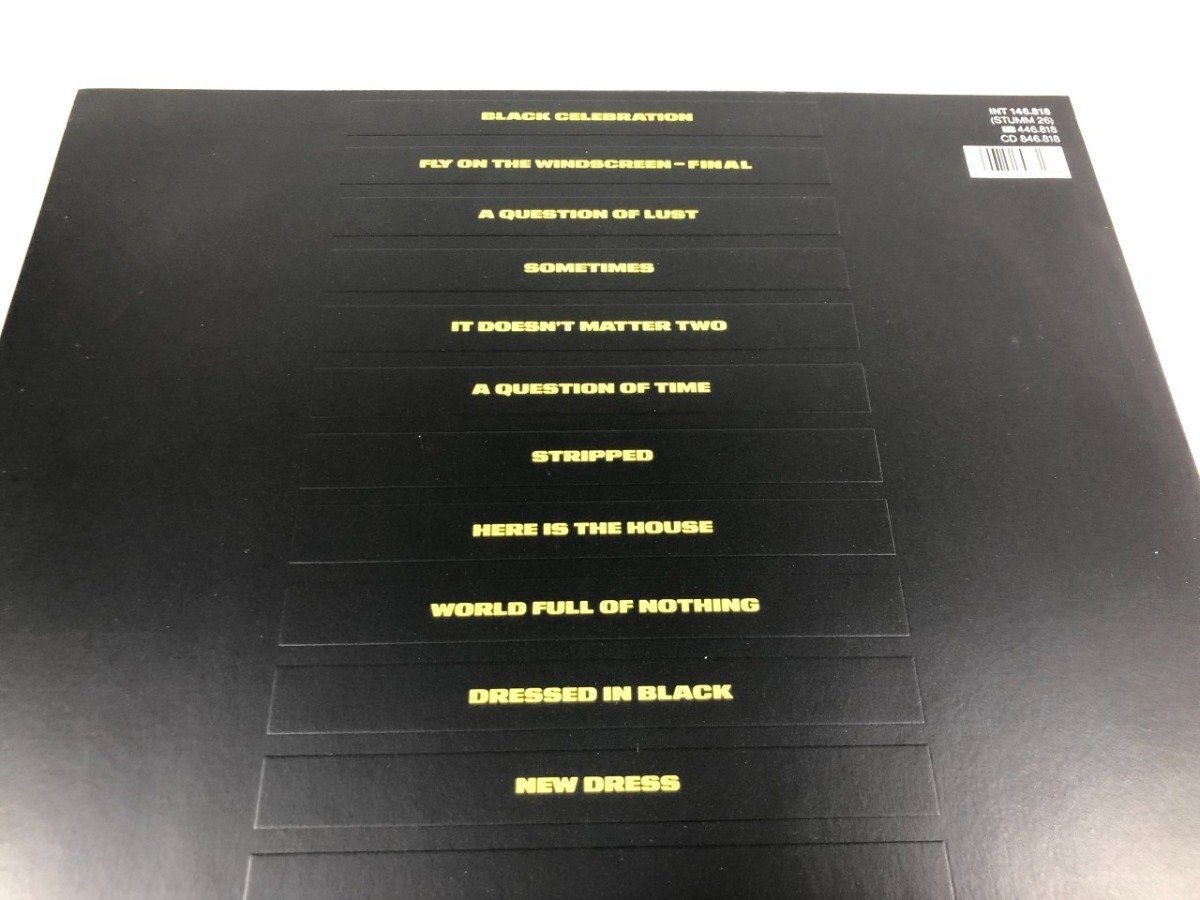 BLACK CELEBRATION
FLY ON THE WINDSCREEN – FINAL
A QUESTION OF LUST
SOMETIMES
IT DOESN'T MATTER TWO
A QUESTION OF TIME
STRIPPED
HERE IS THE HOUSE
WORLD FULL OF NOTHING
DRESSED IN BLACK
NEW DRESS
INT 146.818
(STUMM 26)
446.818
CD 846.818